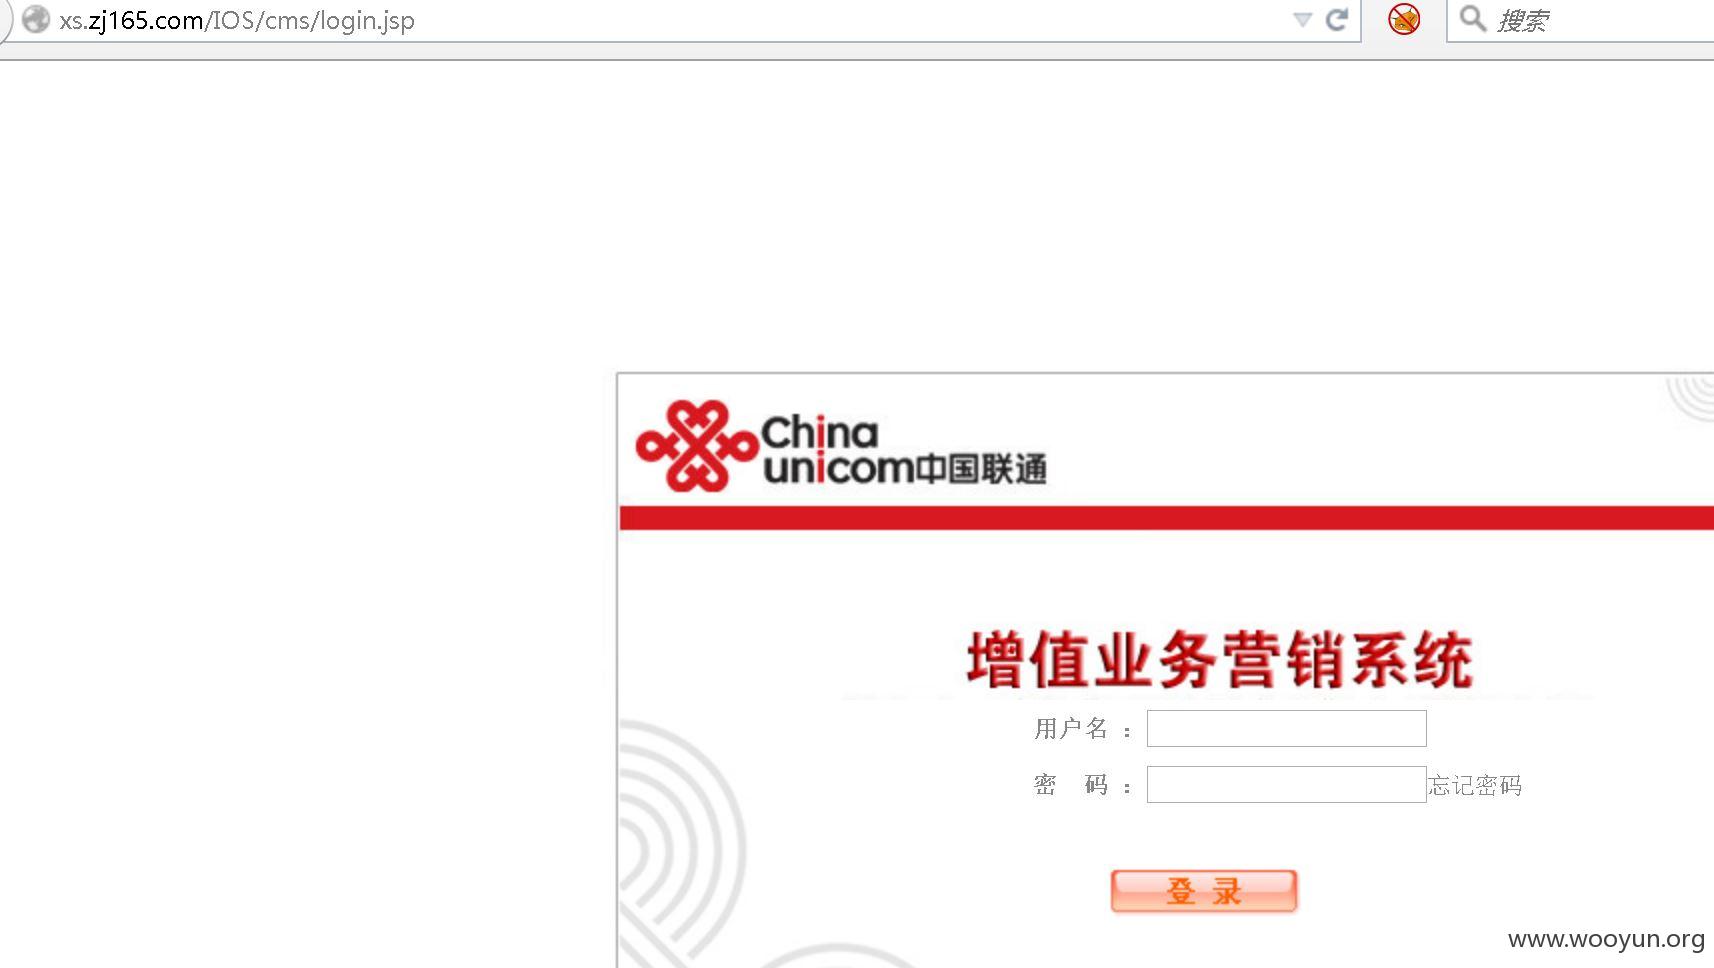 xs.zj165.com/IOS/cms/login.jsp
搜索
China
unicom中国联通
增值业务营销系统
用户名 ：
密 码 ：
忘记密码
登 录
www.wooyun.org